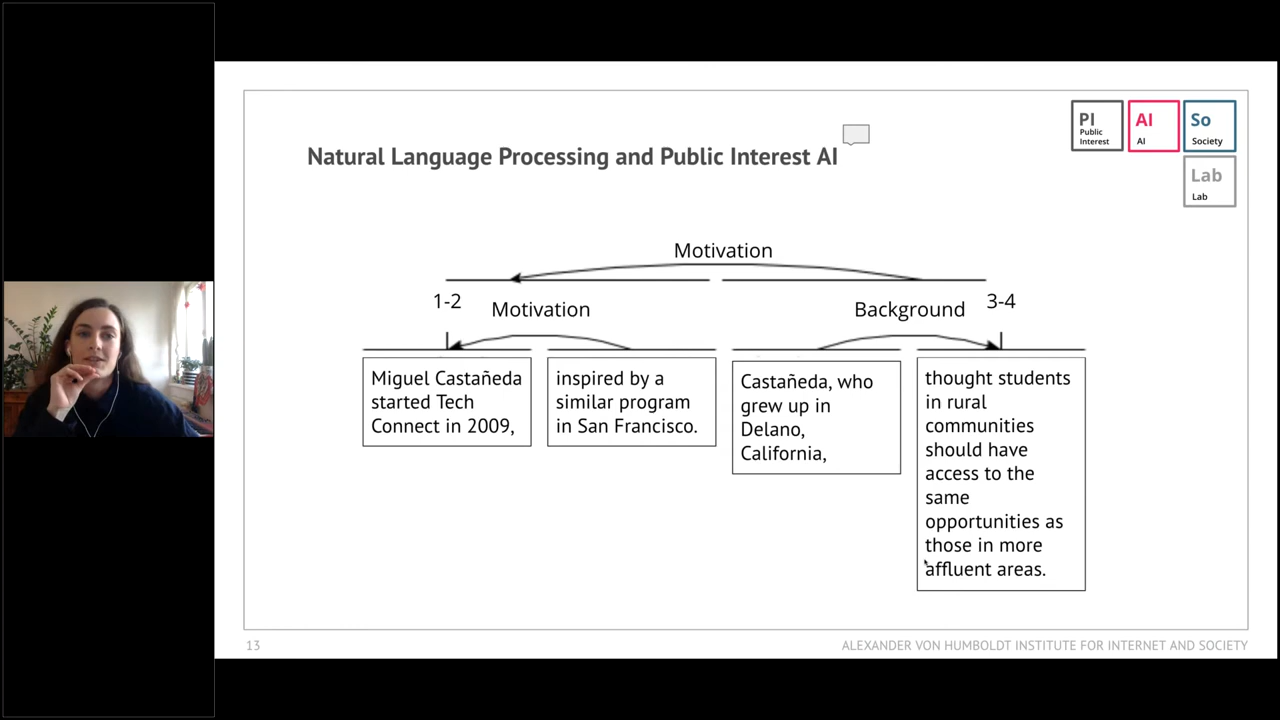 PI
Public
Interest
AI
AI
So
Society
Lab
Lab
Natural Language Processing and Public Interest AI
Motivation
1-2
Motivation
Background
3-4
Miguel Castañeda
started Tech
Connect in 2009,
inspired by a
similar program
in San Francisco.
Castañeda, who
grew up in
Delano,
California,
thought students
in rural
communities
should have
access to the
same
opportunities as
those in more
affluent areas.
13
ALEXANDER VON HUMBOLDT INSTITUTE FOR INTERNET AND SOCIETY